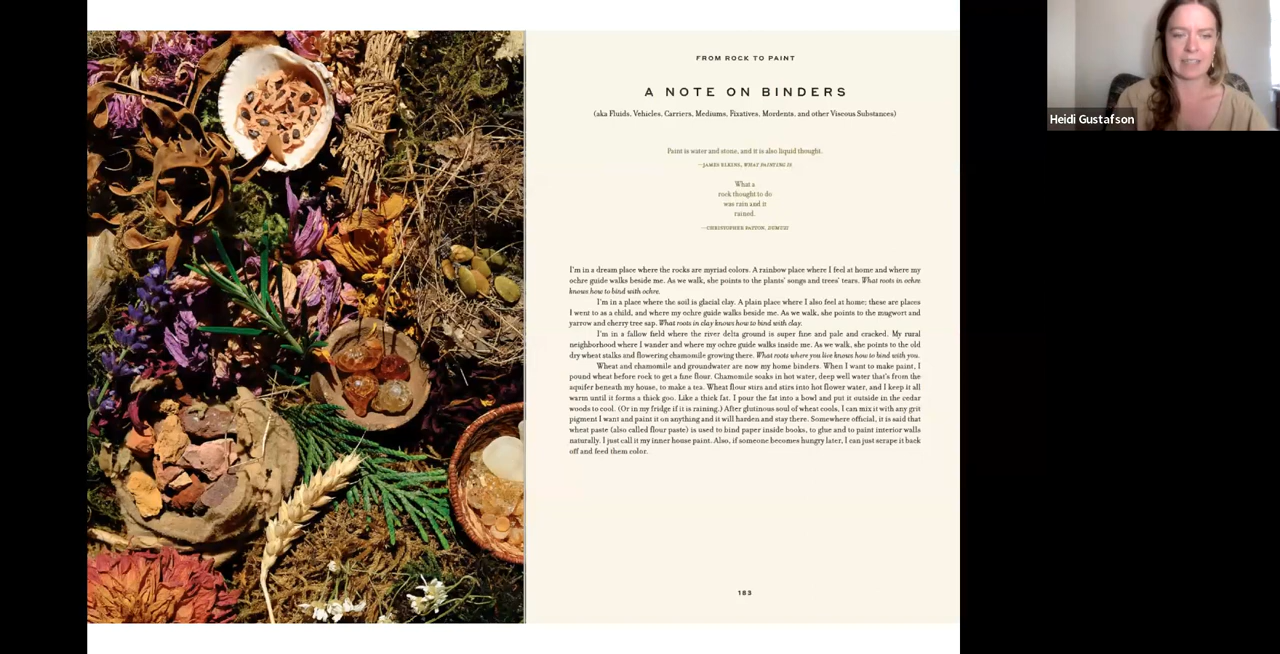 FROM ROCK TO PAINT
A NOTE ON BINDERS
(aka Fluids, Vehicles, Carriers, Mediums, Fixatives, Mordents, and other Viscous Substances)
Paint is water and stone, and it is also liquid thought.
—JAMES ELKINS, WHAT PAINTING IS
What a
rock thought to do
was rain and it
rained.
—CHRISTOPHER PATTON, DUMUZI
I'm in a dream place where the rocks are myriad colors. A rainbow place where I feel at home and where my
ochre guide walks beside me. As we walk, she points to the plants' songs and trees' tears. What roots in ochre
knows how to bind with ochre.
I'm in a place where the soil is glacial clay. A plain place where I also feel at home; these are places
I went to as a child, and where my ochre guide walks beside me. As we walk, she points to the mugwort and
yarrow and cherry tree sap. What roots in clay knows how to bind with clay.
I'm in a fallow field where the river delta ground is super fine and pale and cracked. My rural
neighborhood where I wander and where my ochre guide walks inside me. As we walk, she points to the old
dry wheat stalks and flowering chamomile growing there. What roots where you live knows how to bind with you.
Wheat and chamomile and groundwater are now my home binders. When I want to make paint, I
pound wheat before rock to get a fine flour. Chamomile soaks in hot water, deep well water that's from the
aquifer beneath my house, to make a tea. Wheat flour stirs and stirs into hot flower water, and I keep it all
warm until it forms a thick goo. Like a thick fat. I pour the fat into a bowl and put it outside in the cedar
woods to cool. (Or in my fridge if it is raining.) After glutinous soul of wheat cools, I can mix it with any grit
pigment I want and paint it on anything and it will harden and stay there. Somewhere official, it is said that
wheat paste (also called flour paste) is used to bind paper inside books, to glue and to paint interior walls
naturally. I just call it my inner house paint. Also, if someone becomes hungry later, I can just scrape it back
off and feed them color.
183
Heidi Gustafson